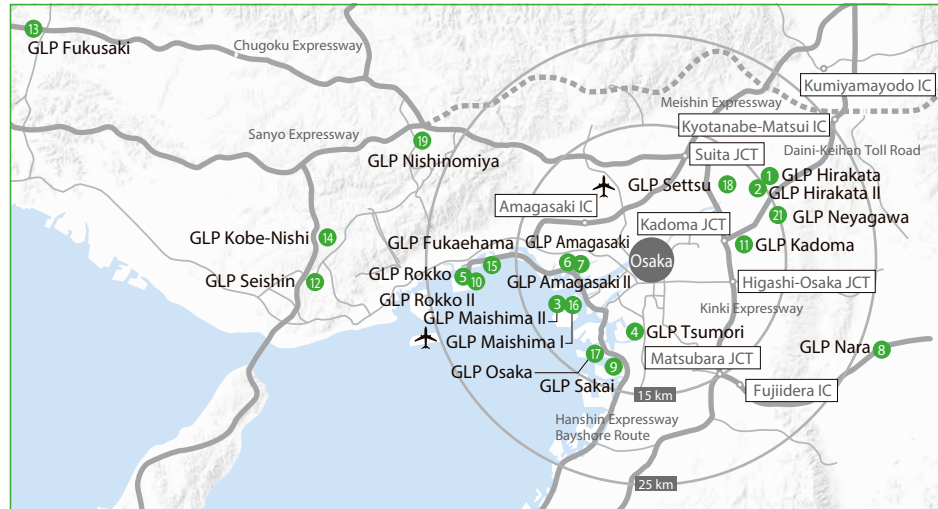 13
GLP Fukusaki
Chugoku Expressway
Kumiyamayodo IC
Meishin Expressway
Kyotanabe-Matsui IC
Sanyo Expressway
19
GLP Nishinomiya
Suita JCT
Daini-Keihan Toll Road
1
GLP Hirakata
GLP Settsu
18
2
GLP Hirakata II
Amagasaki IC
21
GLP Neyagawa
Kadoma JCT
GLP Kobe-Nishi
14
GLP Fukaehama
GLP Amagasaki
11
GLP Kadoma
15
6
7
Osaka
GLP Seishin
12
GLP Rokko
5
10
GLP Amagasaki II
Higashi-Osaka JCT
GLP Rokko II
3
16
Kinki Expressway
GLP Maishima II
4
GLP Tsumori
GLP Maishima I
GLP Nara
8
17
Matsubara JCT
GLP Osaka
9
GLP Sakai
Fujiidera IC
15 km
Hanshin Expressway
Bayshore Route
25 km